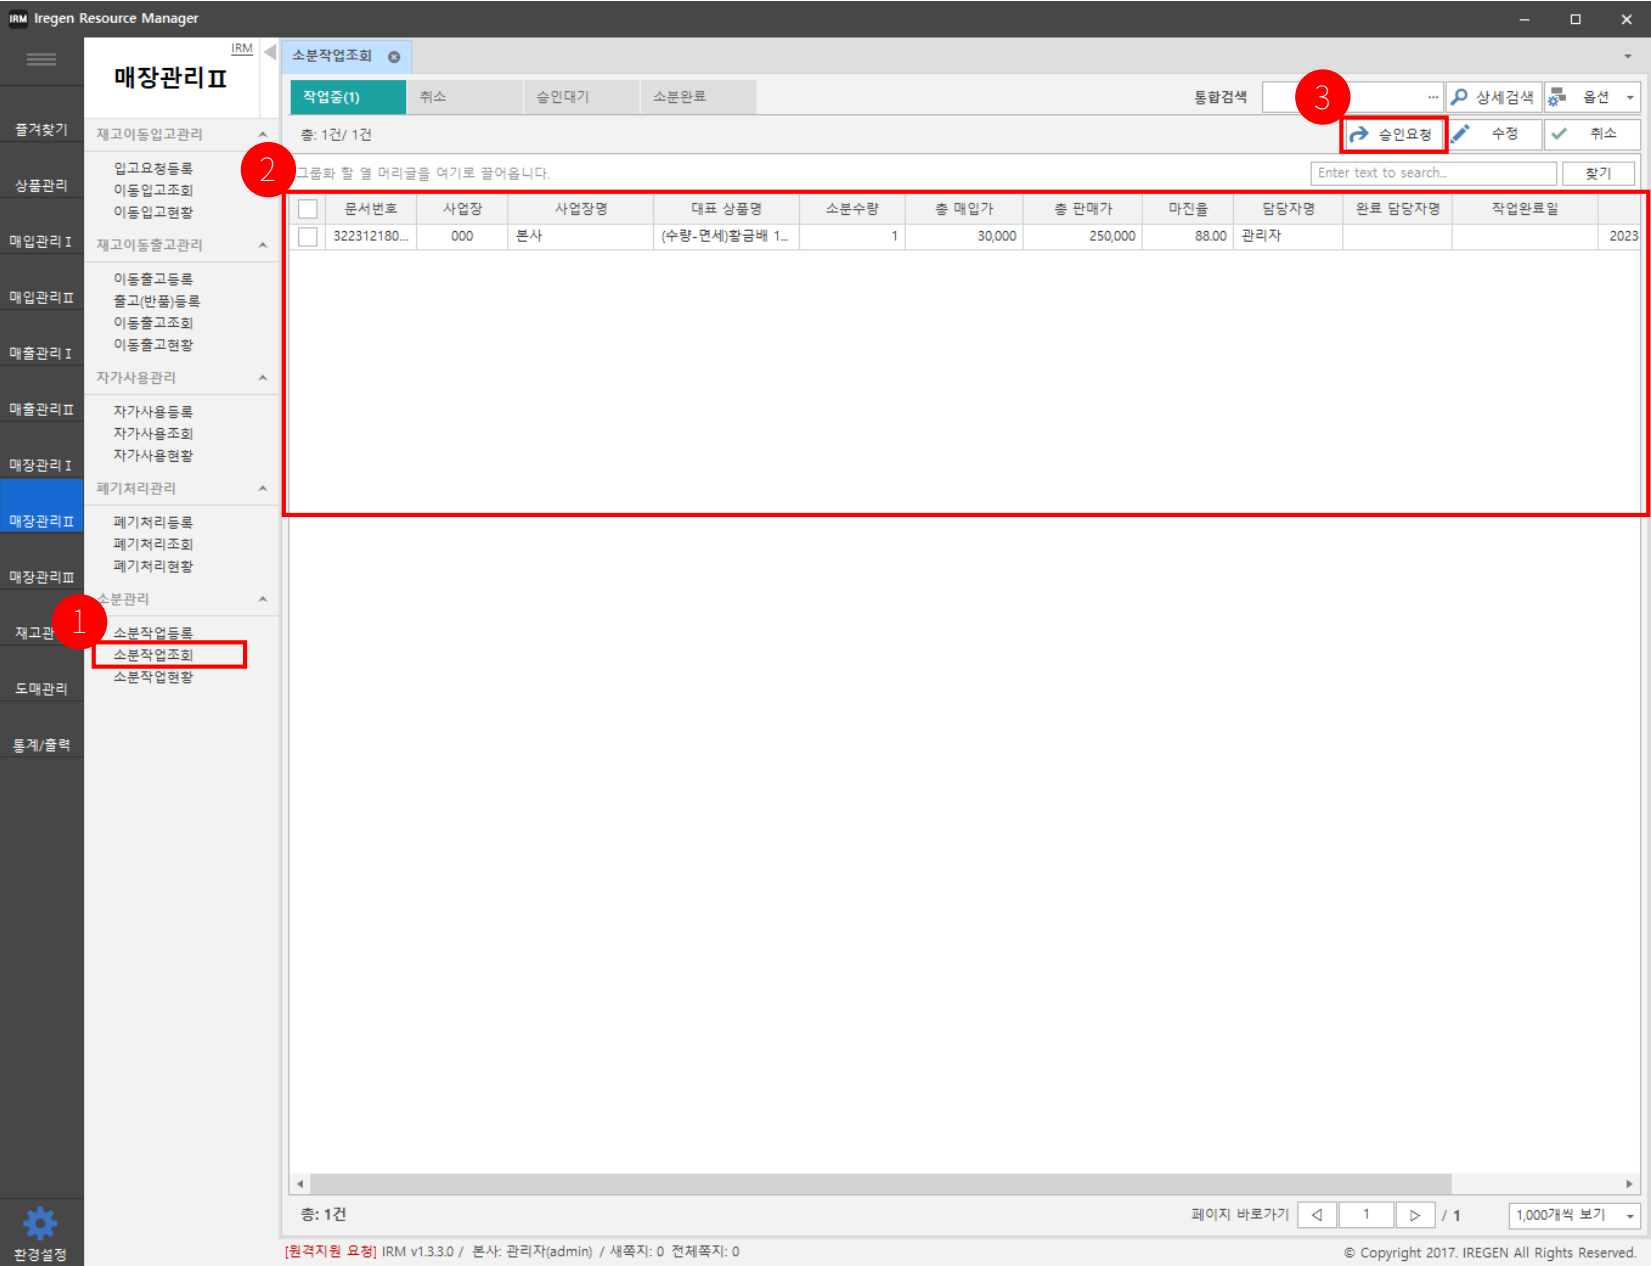 IRM Iregen Resource Manager
IRM
매장관리Ⅱ
즐겨찾기
상품관리
매입관리Ⅰ
매입관리Ⅱ
매출관리Ⅰ
매출관리Ⅱ
매장관리Ⅰ
매장관리Ⅱ
매장관리Ⅲ
재고관
도매관리
통계/출력
환경설정
재고이동입고관리
입고요청등록
이동입고조회
이동입고현황
재고이동출고관리
이동출고등록
출고(반품)등록
이동출고조회
이동출고현황
자가사용관리
자가사용등록
자가사용조회
자가사용현황
폐기처리관리
폐기처리등록
폐기처리조회
폐기처리현황
소분관리
1
소분작업등록
소분작업조회
소분작업현황
소분작업조회
작업중(1) 취소 승인대기 소분완료
통합검색 3 ... 상세검색 옵션
총: 1건/ 1건
승인요청 수정 취소
2
그룹화 할 열 머리글을 여기로 끌어옵니다.
Enter text to search... 찾기
문서번호 사업장 사업장명 대표 상품명 소분수량 총 매입가 총 판매가 마진율 담당자명 완료 담당자명 작업완료일
322312180... 000 본사 (수량-면세)황금배 1... 1 30,000 250,000 88.00 관리자 2023
총: 1건
페이지 바로가기 1 / 1 1,000개씩 보기
[원격지원 요청] IRM v1.3.3.0 / 본사: 관리자(admin) / 새쪽지: 0 전체쪽지: 0
© Copyright 2017. IREGEN All Rights Reserved.